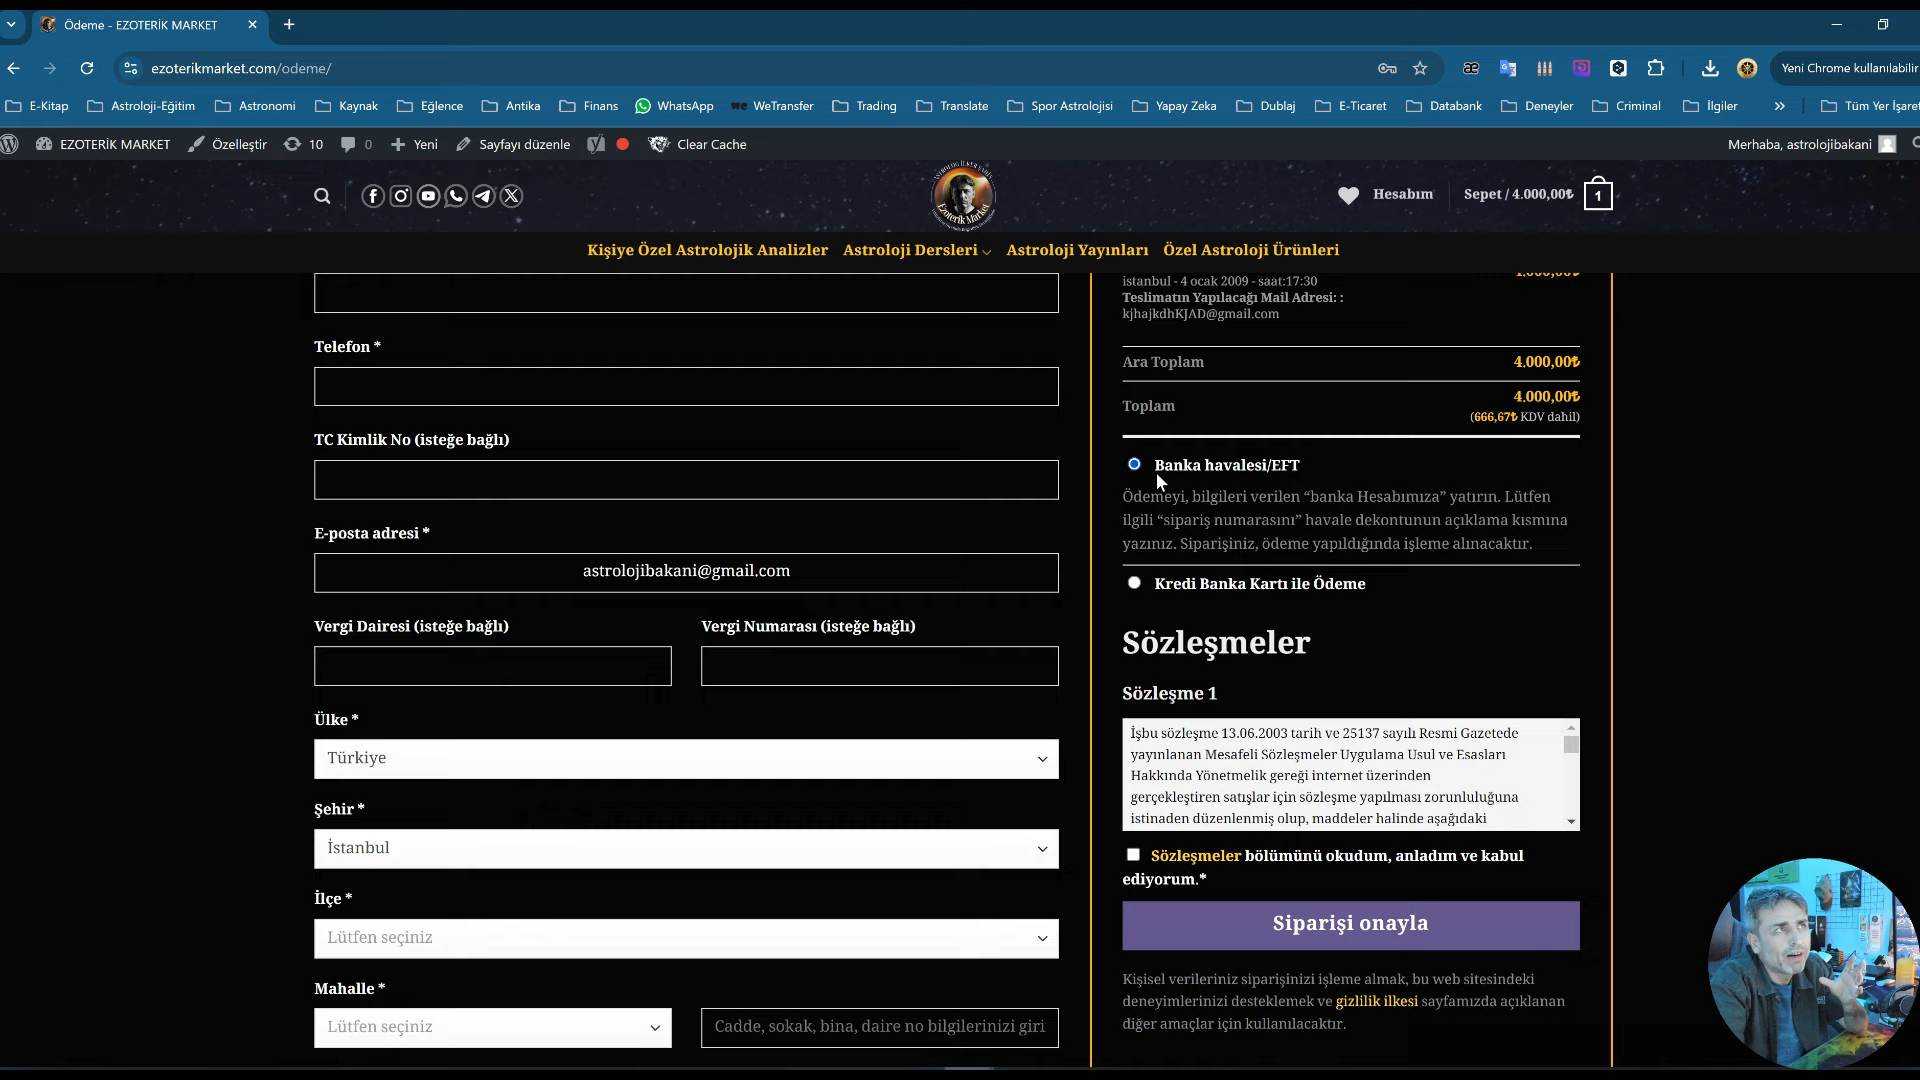 Ödeme - EZOTERİK MARKET
ezoterikmarket.com/odeme/
Yeni Chrome kullanılabilir
E-Kitap
Astroloji-Eğitim
Astronomi
Kaynak
Eğlence
Antika
Finans
WhatsApp
WeTransfer
Trading
Translate
Spor Astrolojisi
Yapay Zeka
Dublaj
E-Ticaret
Databank
Deneyler
Criminal
İlgiler
Tüm Yer İşaret
EZOTERİK MARKET
Özelleştir
10
0
Yeni
Sayfayı düzenle
Clear Cache
Merhaba, astrolojibakani
Ezoterik Market
Hesabım
Sepet / 4.000,00₺
1
Kişiye Özel Astrolojik Analizler
Astroloji Dersleri
Astroloji Yayınları
Özel Astroloji Ürünleri
Telefon *
TC Kimlik No (isteğe bağlı)
E-posta adresi *
astrolojibakani@gmail.com
Vergi Dairesi (isteğe bağlı)
Vergi Numarası (isteğe bağlı)
Ülke *
Türkiye
Şehir *
İstanbul
İlçe *
Lütfen seçiniz
Mahalle *
Lütfen seçiniz
Cadde, sokak, bina, daire no bilgilerinizi giri
istanbul - 4 ocak 2009 - saat:17:30
Teslimatın Yapılacağı Mail Adresi: :
kjhajkdhKJAD@gmail.com
Ara Toplam
4.000,00₺
Toplam
4.000,00₺
(666,67₺ KDV dahil)
Banka havalesi/EFT
Ödemeyi, bilgileri verilen “banka Hesabımıza” yatırın. Lütfen
ilgili “sipariş numarasını” havale dekontunun açıklama kısmına
yazınız. Siparişiniz, ödeme yapıldığında işleme alınacaktır.
Kredi Banka Kartı ile Ödeme
Sözleşmeler
Sözleşme 1
İşbu sözleşme 13.06.2003 tarih ve 25137 sayılı Resmi Gazetede
yayınlanan Mesafeli Sözleşmeler Uygulama Usul ve Esasları
Hakkında Yönetmelik gereği internet üzerinden
gerçekleştiren satışlar için sözleşme yapılması zorunluluğuna
istinaden düzenlenmiş olup, maddeler halinde aşağıdaki
Sözleşmeler bölümünü okudum, anladım ve kabul
ediyorum.*
Siparişi onayla
Kişisel verileriniz siparişinizi işleme almak, bu web sitesindeki
deneyimlerinizi desteklemek ve gizlilik ilkesi sayfamızda açıklanan
diğer amaçlar için kullanılacaktır.